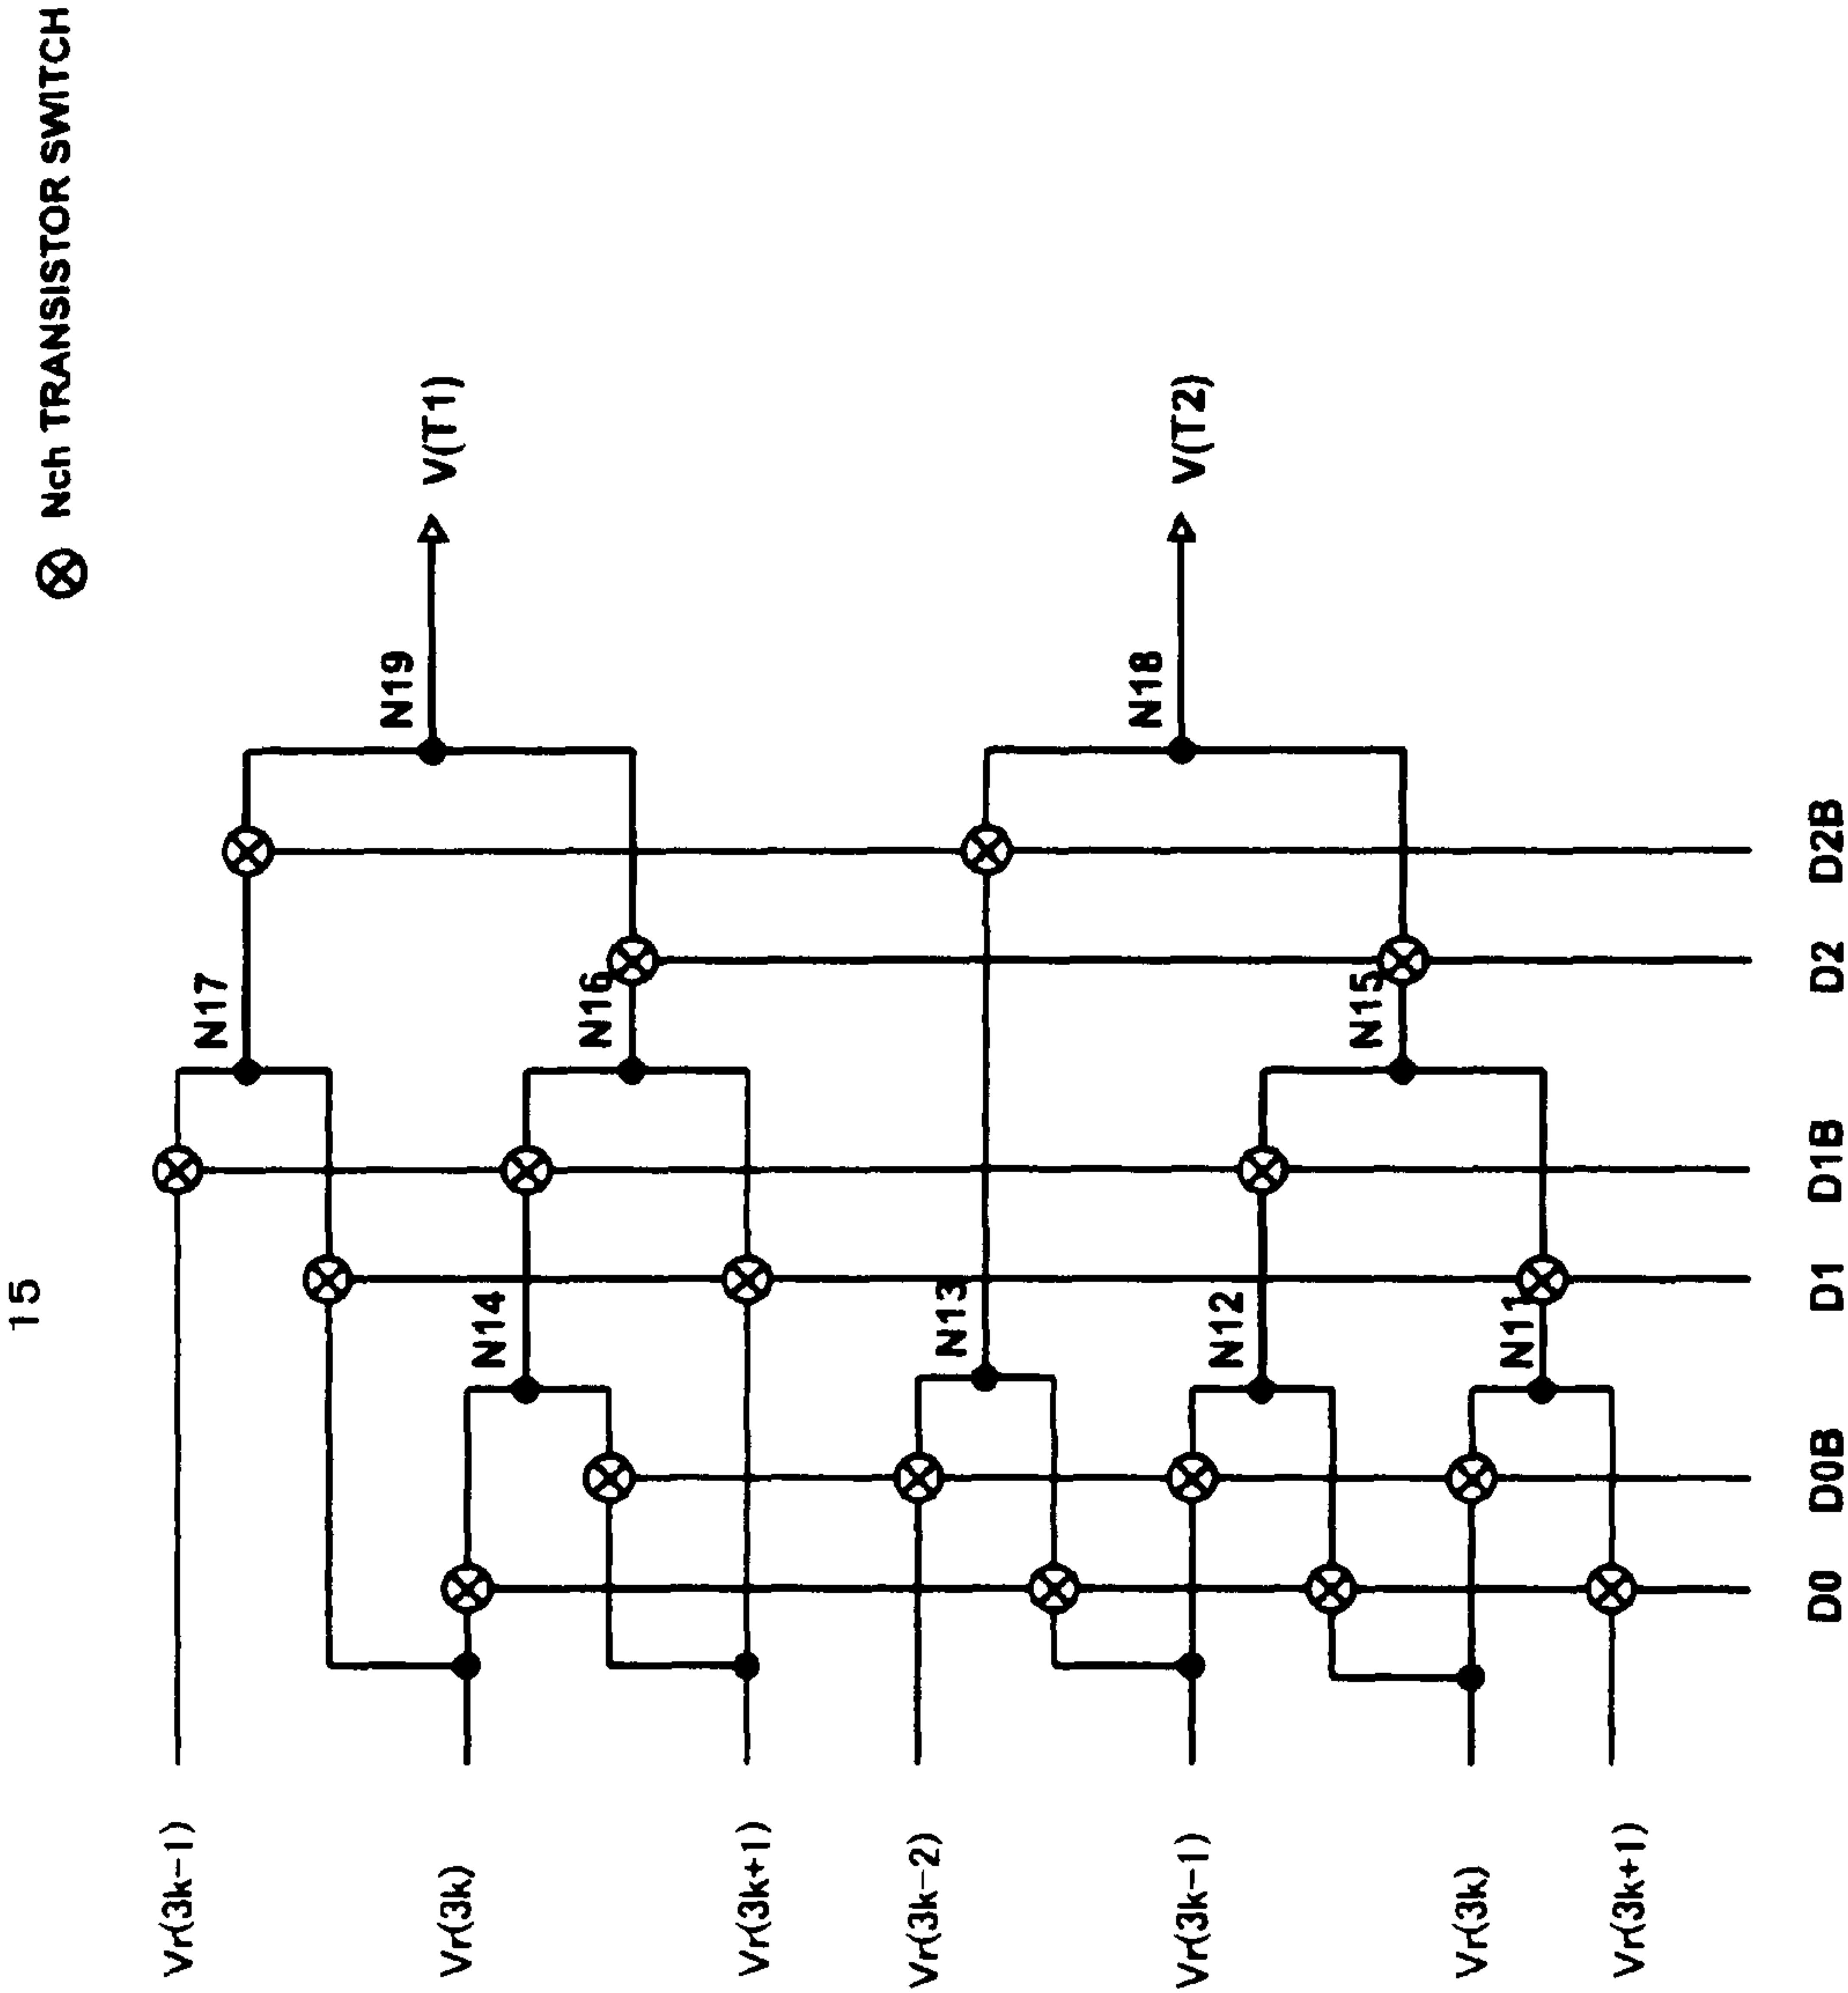 15
⊗ Nch TRANSISTOR SWITCH
Vr(3k-1)
Vr(3k)
Vr(3k+1)
Vr(3k-2)
Vr(3k-1)
Vr(3k)
Vr(3k+1)
N17
N14
N16
N19
V(T1)
N13
N12
N11
N15
N18
V(T2)
D0
D0B
D1
D1B
D2
D2B